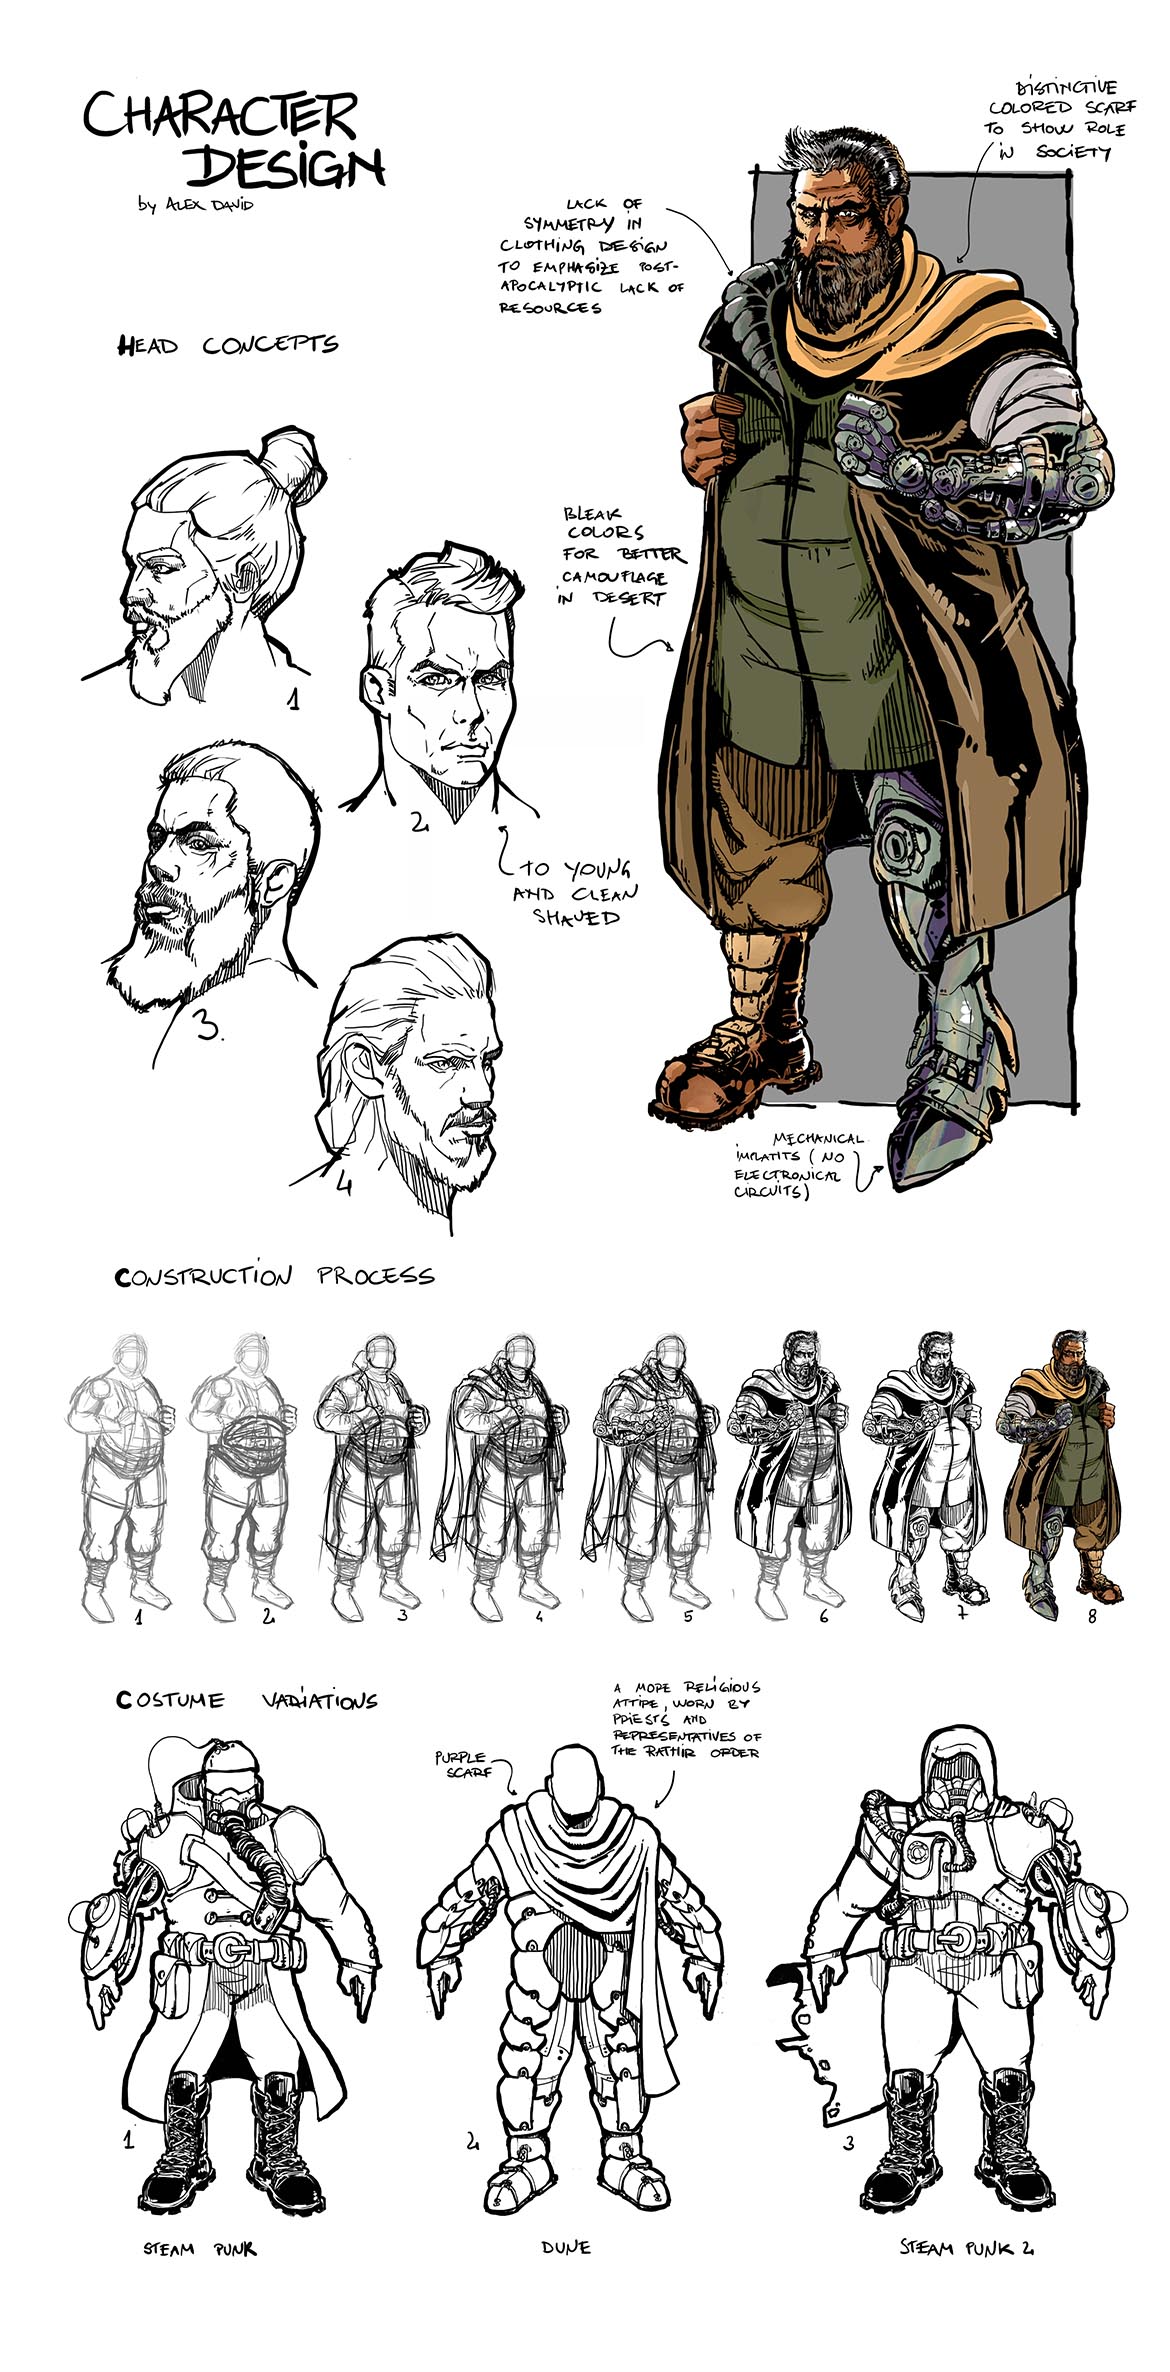 CHARACTER
DESIGN
by ALEX DAVID
DISTINCTIVE
COLORED SCARF
TO SHOW ROLE
IN SOCIETY
LACK OF
SYMMETRY IN
CLOTHING DESIGN
TO EMPHASIZE POST-
APOCALYPTIC LACK OF
RESOURCES
HEAD CONCEPTS
1
BLEAK
COLORS
FOR BETTER
CAMOUFLAGE
IN DESERT
2
TO YOUNG
AND CLEAN
SHAVED
3.
4
MECHANICAL
IMPLATITS (NO
ELECTRONICAL
CIRCUITS)
CONSTRUCTION PROCESS
1 2 3 4 5 6 7 8
COSTUME VARIATIONS
A MORE RELIGIOUS
ATTIRE, WORN BY
PRIESTS AND
REPRESENTATIVES OF
THE RATHIR ORDER
PURPLE
SCARF
1 2 3
STEAM PUNK
DUNE
STEAM PUNK 2